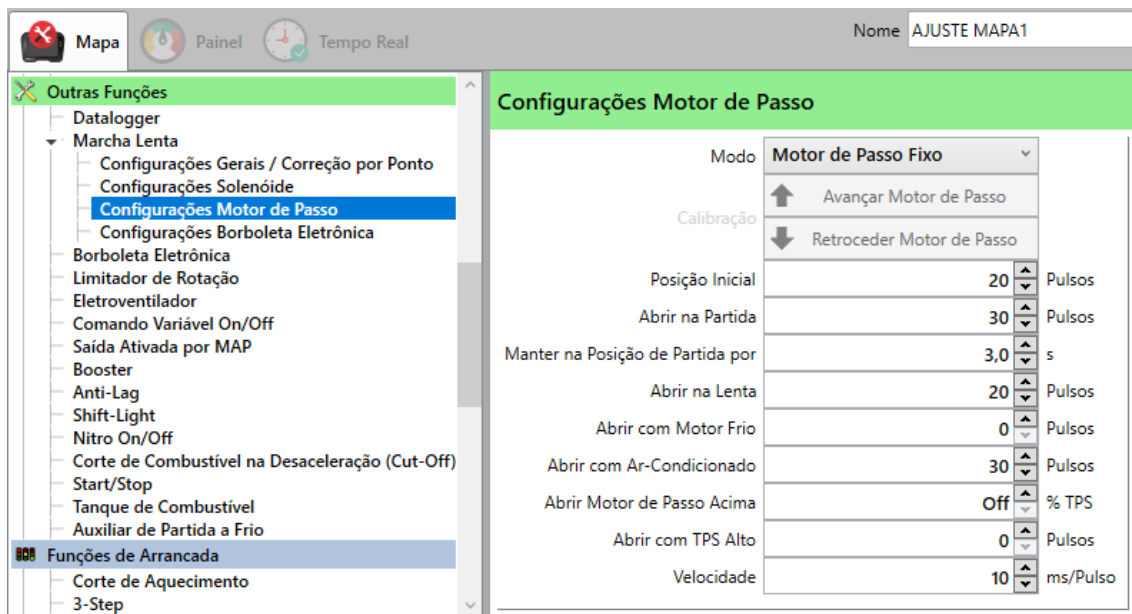 Mapa
Painel
Tempo Real
Nome AJUSTE MAPA1
Outras Funções
Datalogger
Marcha Lenta
Configurações Gerais / Correção por Ponto
Configurações Solenóide
Configurações Motor de Passo
Configurações Borboleta Eletrônica
Borboleta Eletrônica
Limitador de Rotação
Eletroventilador
Comando Variável On/Off
Saída Ativada por MAP
Booster
Anti-Lag
Shift-Light
Nitro On/Off
Corte de Combustível na Desaceleração (Cut-Off)
Start/Stop
Tanque de Combustível
Auxiliar de Partida a Frio
Funções de Arrancada
Corte de Aquecimento
3-Step
Configurações Motor de Passo
Modo Motor de Passo Fixo
Calibração
Avançar Motor de Passo
Retroceder Motor de Passo
Posição Inicial 20 Pulsos
Abrir na Partida 30 Pulsos
Manter na Posição de Partida por 3,0 s
Abrir na Lenta 20 Pulsos
Abrir com Motor Frio 0 Pulsos
Abrir com Ar-Condicionado 30 Pulsos
Abrir Motor de Passo Acima Off % TPS
Abrir com TPS Alto 0 Pulsos
Velocidade 10 ms/Pulso